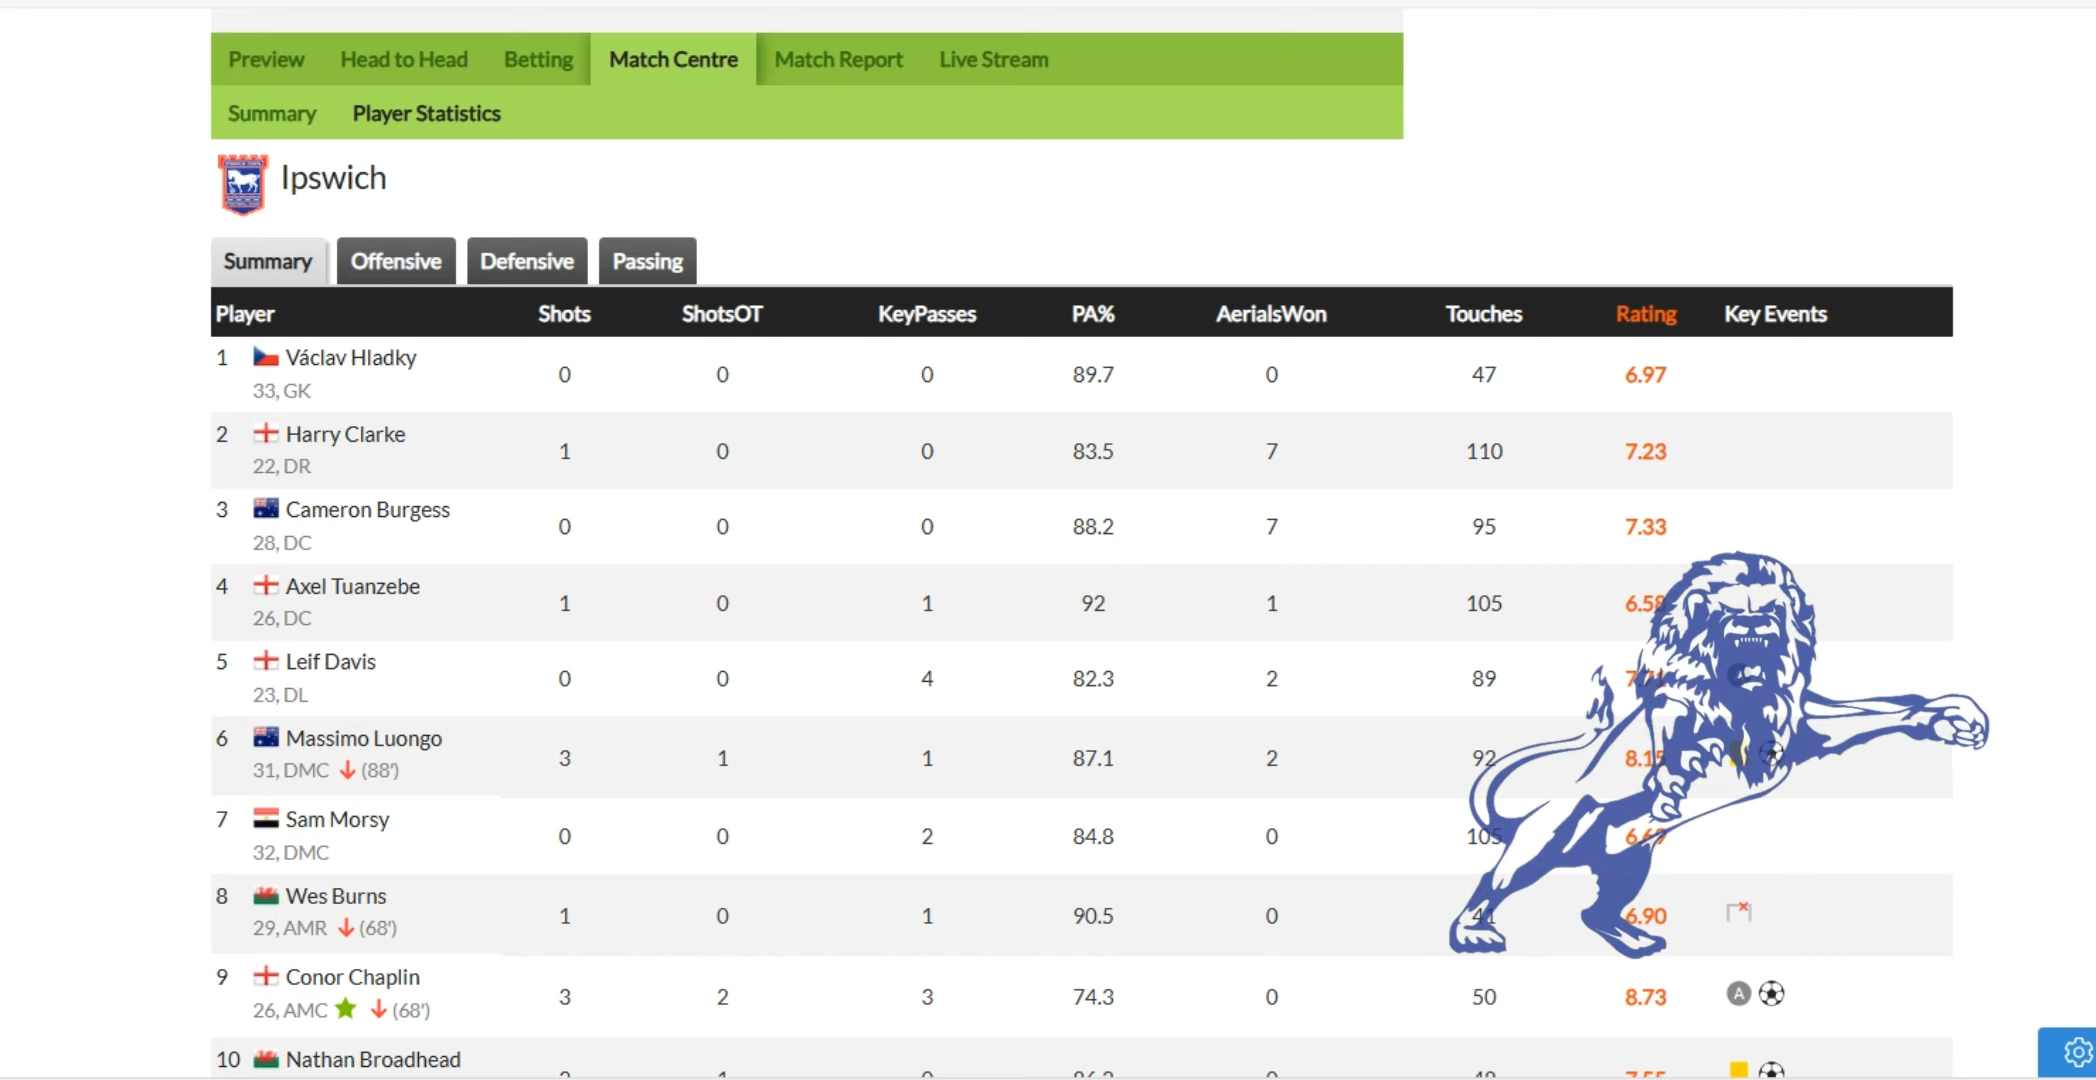 Preview Head to Head Betting Match Centre Match Report Live Stream
Summary Player Statistics
Ipswich
Summary Offensive Defensive Passing
Player Shots ShotsOT KeyPasses PA% AerialsWon Touches Rating Key Events
1 Václav Hladky 0 0 0 89.7 0 47 6.97
33, GK
2 Harry Clarke 1 0 0 83.5 7 110 7.23
22, DR
3 Cameron Burgess 0 0 0 88.2 7 95 7.33
28, DC
4 Axel Tuanzebe 1 0 1 92 1 105 6.58
26, DC
5 Leif Davis 0 0 4 82.3 2 89
23, DL
6 Massimo Luongo 3 1 1 87.1 2 92 8.15
31, DMC (88')
7 Sam Morsy 0 0 2 84.8 0 105
32, DMC
8 Wes Burns 1 0 1 90.5 0 41 6.90
29, AMR (68')
9 Conor Chaplin 3 2 3 74.3 0 50 8.73 A
26, AMC (68')
10 Nathan Broadhead